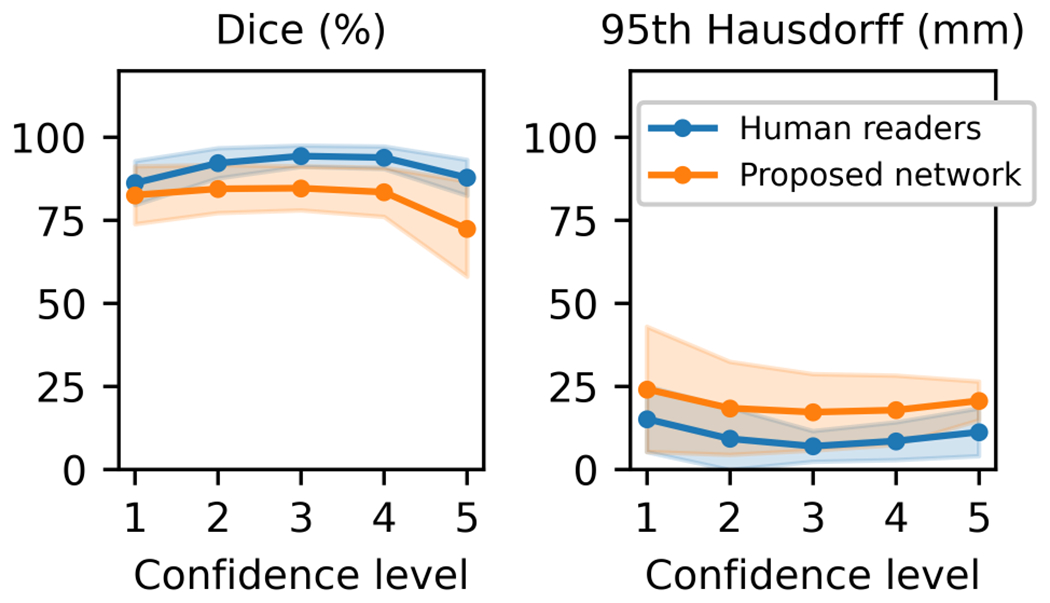 Dice (%)
100
75
50
25
0
1 2 3 4 5
Confidence level
95th Hausdorff (mm)
Human readers
Proposed network
100
75
50
25
0
1 2 3 4 5
Confidence level